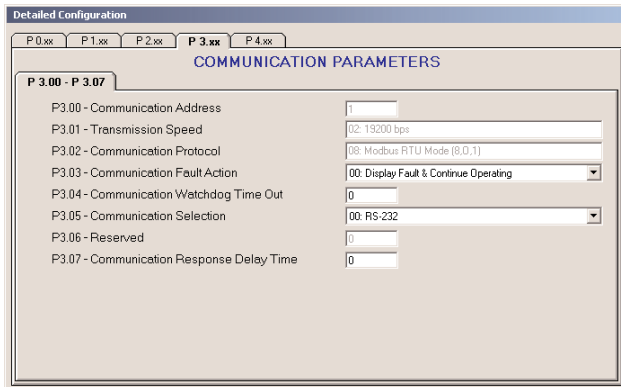 Detailed Configuration
P 0.xx P 1.xx P 2.xx P 3.xx P 4.xx
COMMUNICATION PARAMETERS
P 3.00 - P 3.07
P3.00 - Communication Address 1
P3.01 - Transmission Speed 02: 19200 bps
P3.02 - Communication Protocol 08: Modbus RTU Mode (8,O,1)
P3.03 - Communication Fault Action 00: Display Fault & Continue Operating
P3.04 - Communication Watchdog Time Out 0
P3.05 - Communication Selection 00: RS-232
P3.06 - Reserved 0
P3.07 - Communication Response Delay Time 0